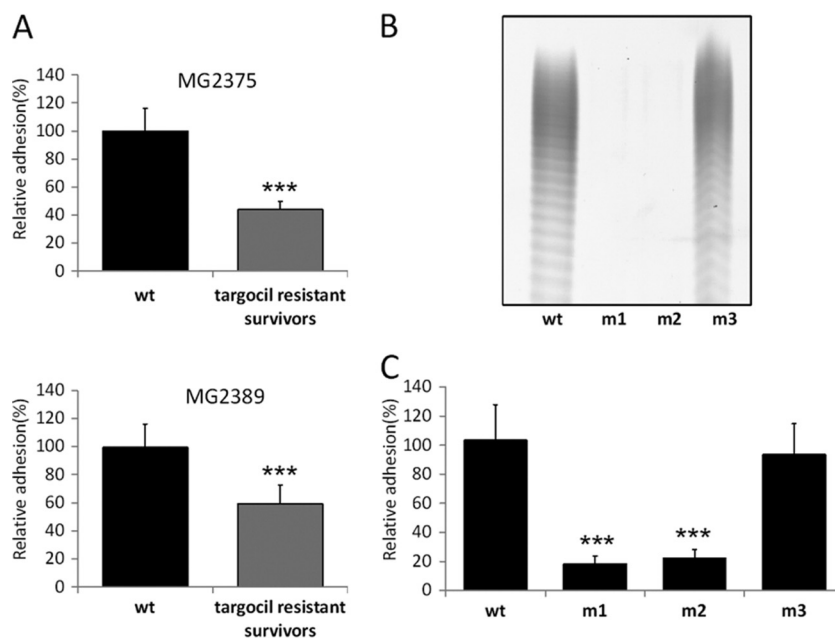 A
MG2375
Relative adhesion(%)
140
120
100
80
60
40
20
0
***
wt
targocil resistant
survivors
MG2389
Relative adhesion(%)
140
120
100
80
60
40
20
0
***
wt
targocil resistant
survivors
B
wt m1 m2 m3
C
Relative adhesion(%)
140
120
100
80
60
40
20
0
*** ***
wt m1 m2 m3